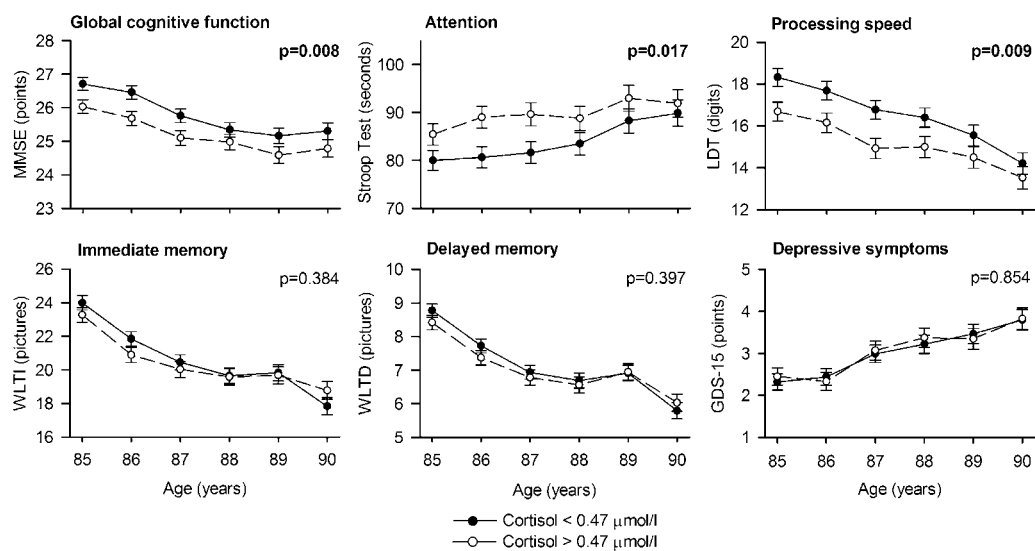 Global cognitive function
p=0.008
MMSE (points)
28
27
26
25
24
23
Attention
p=0.017
Stroop Test (seconds)
100
90
80
70
Processing speed
p=0.009
LDT (digits)
20
18
16
14
12
Immediate memory
p=0.384
WLTI (pictures)
26
24
22
20
18
16
85 86 87 88 89 90
Age (years)
Delayed memory
p=0.397
WLTD (pictures)
10
9
8
7
6
5
85 86 87 88 89 90
Age (years)
Depressive symptoms
p=0.854
GDS-15 (points)
5
4
3
2
1
85 86 87 88 89 90
Age (years)
Cortisol < 0.47 μmol/l
Cortisol > 0.47 μmol/l